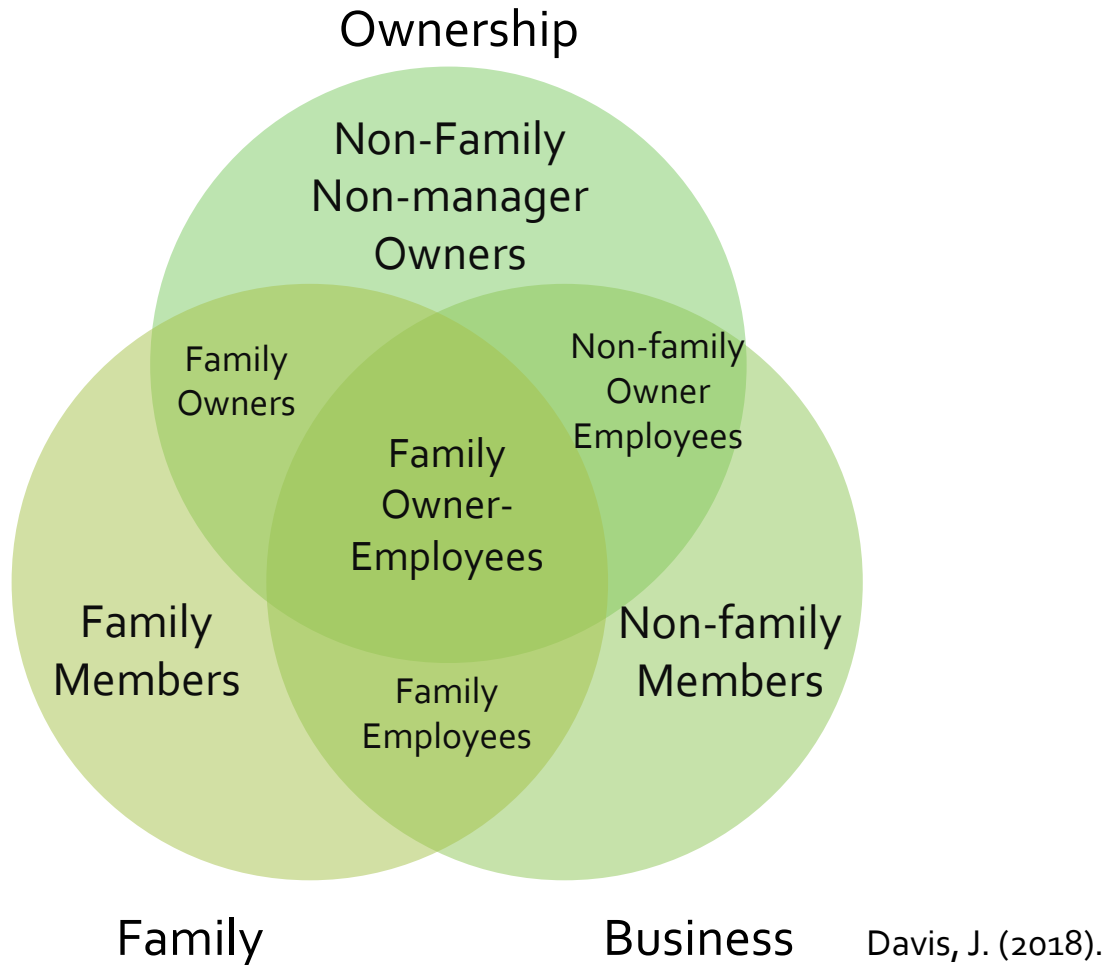 Ownership
Non-Family
Non-manager
Owners
Family
Owners
Non-family
Owner
Employees
Family
Owner-
Employees
Family
Members
Non-family
Members
Family
Employees
Family
Business
Davis, J. (2018).